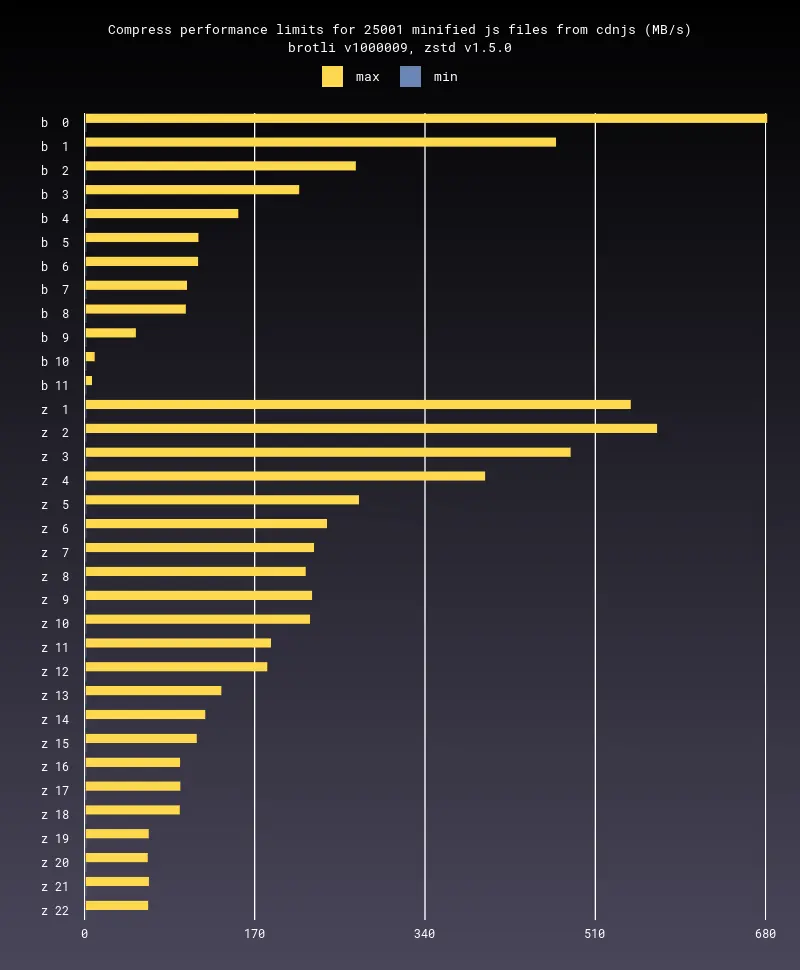 Compress performance limits for 25001 minified js files from cdnjs (MB/s)
brotli v1000009, zstd v1.5.0
max min
b 0
b 1
b 2
b 3
b 4
b 5
b 6
b 7
b 8
b 9
b 10
b 11
z 1
z 2
z 3
z 4
z 5
z 6
z 7
z 8
z 9
z 10
z 11
z 12
z 13
z 14
z 15
z 16
z 17
z 18
z 19
z 20
z 21
z 22
0 170 340 510 680